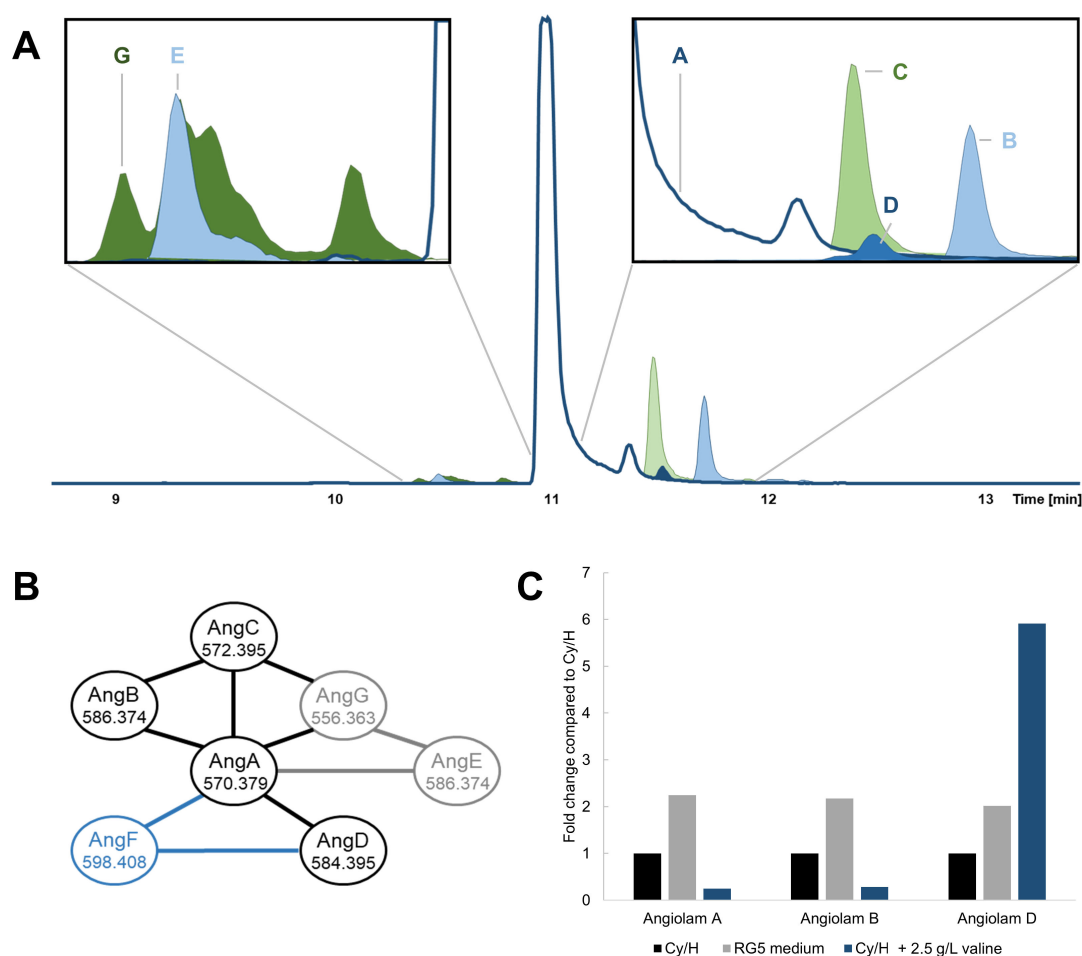 A
G E
A
C
B
D
9 10 11 12 13 Time [min]
B
AngC
572.395
AngB
586.374
AngG
556.363
AngA
570.379
AngE
586.374
AngF
598.408
AngD
584.395
C
Fold change compared to Cy/H
7
6
5
4
3
2
1
0
Angiolam A Angiolam B Angiolam D
Cy/H RG5 medium Cy/H + 2.5 g/L valine